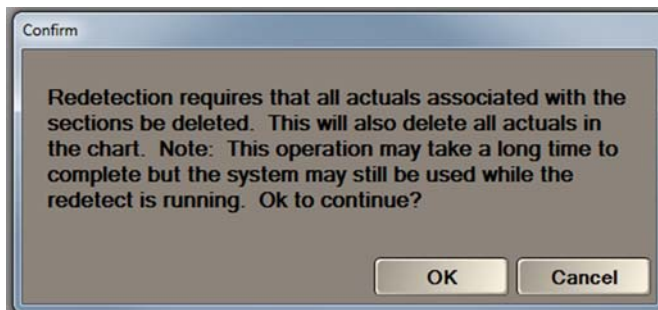 Confirm
Redetection requires that all actuals associated with the
sections be deleted.  This will also delete all actuals in
the chart.  Note:  This operation may take a long time to
complete but the system may still be used while the
redetect is running.  Ok to continue?
OK Cancel